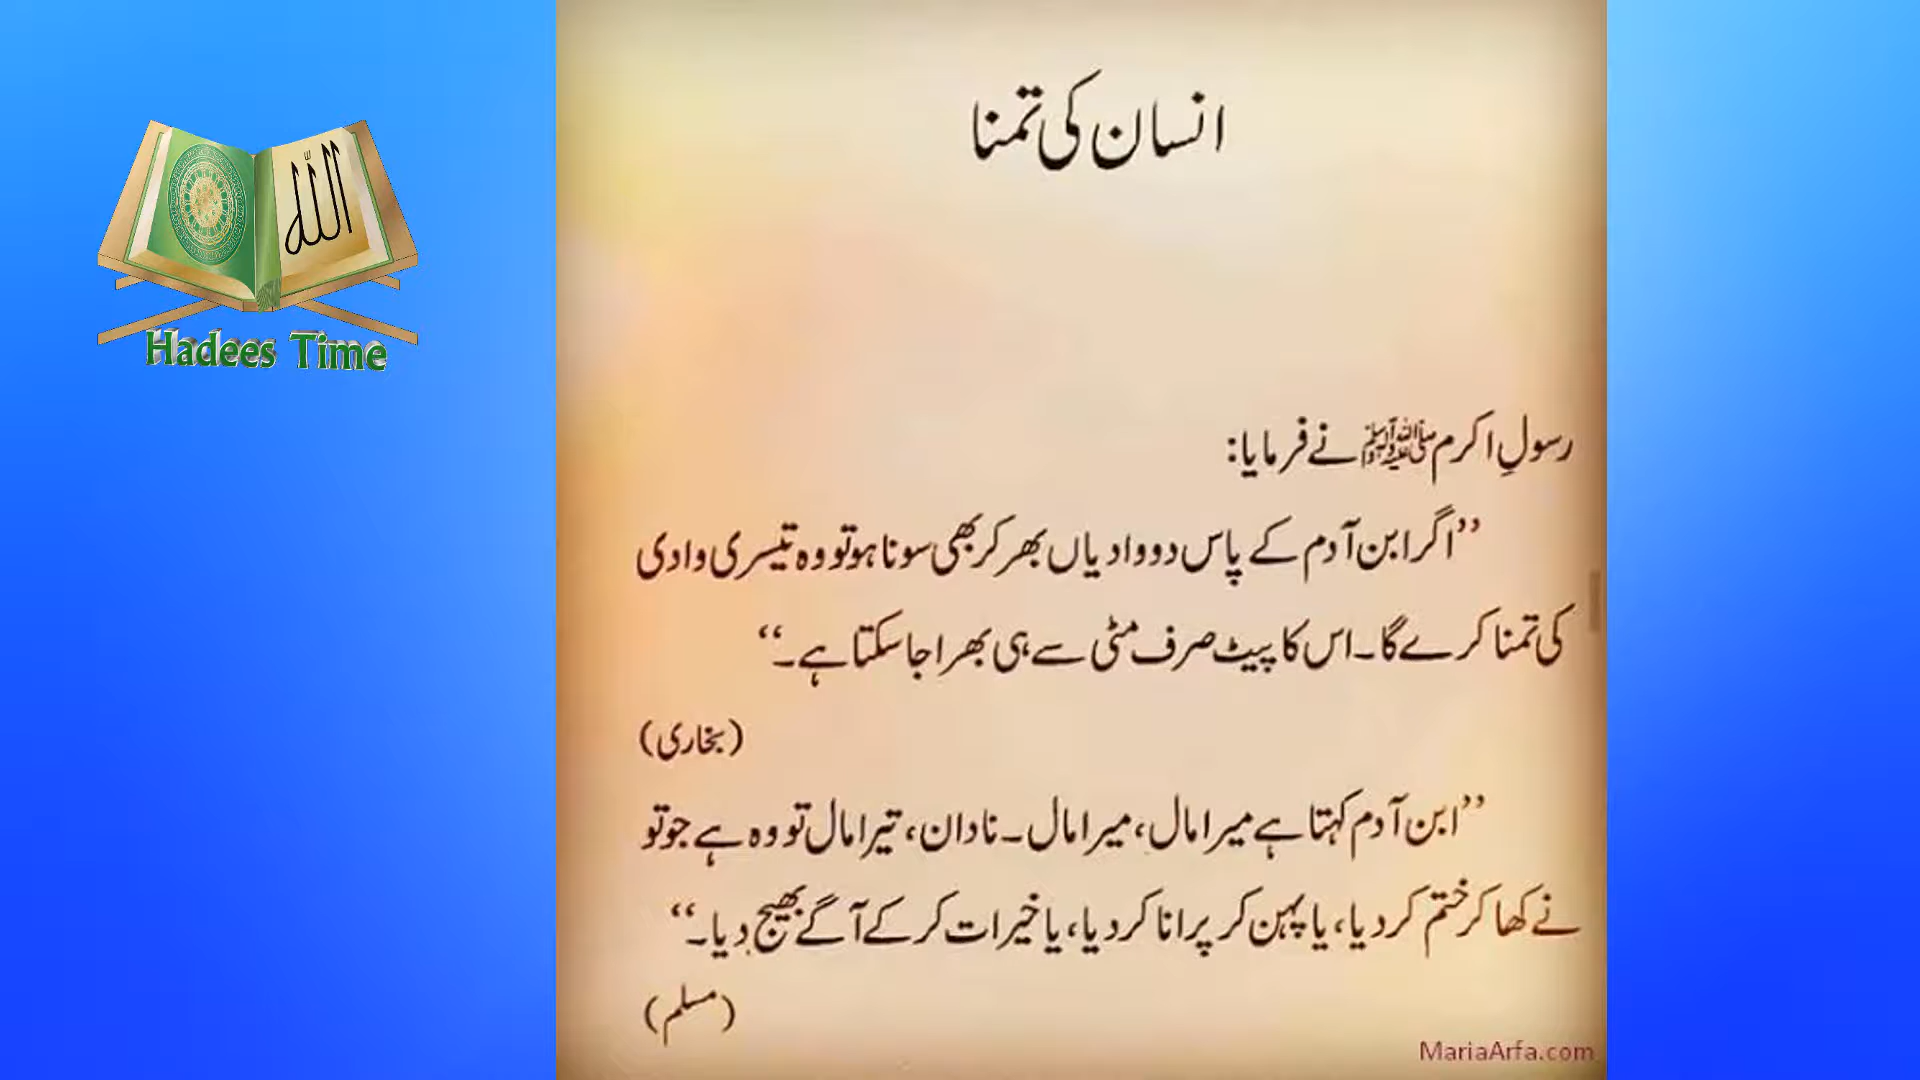 الله
Hadees Time
انسان کی تمنا
رسولِ اکرم ﷺ نے فرمایا:
’’اگر ابن آدم کے پاس دو وادیاں بھر کر بھی سونا ہو تو وہ تیسری وادی
کی تمنا کرے گا۔ اس کا پیٹ صرف مٹی سے ہی بھرا جا سکتا ہے۔‘‘
(بخاری)
’’ابن آدم کہتا ہے میرا مال، میرا مال۔ نادان، تیرا مال تو وہ ہے جو تو
نے کھا کر ختم کر دیا، یا پہن کر پرانا کر دیا، یا خیرات کر کے آگے بھیج دیا۔‘‘
(مسلم)
MariaArfa.com